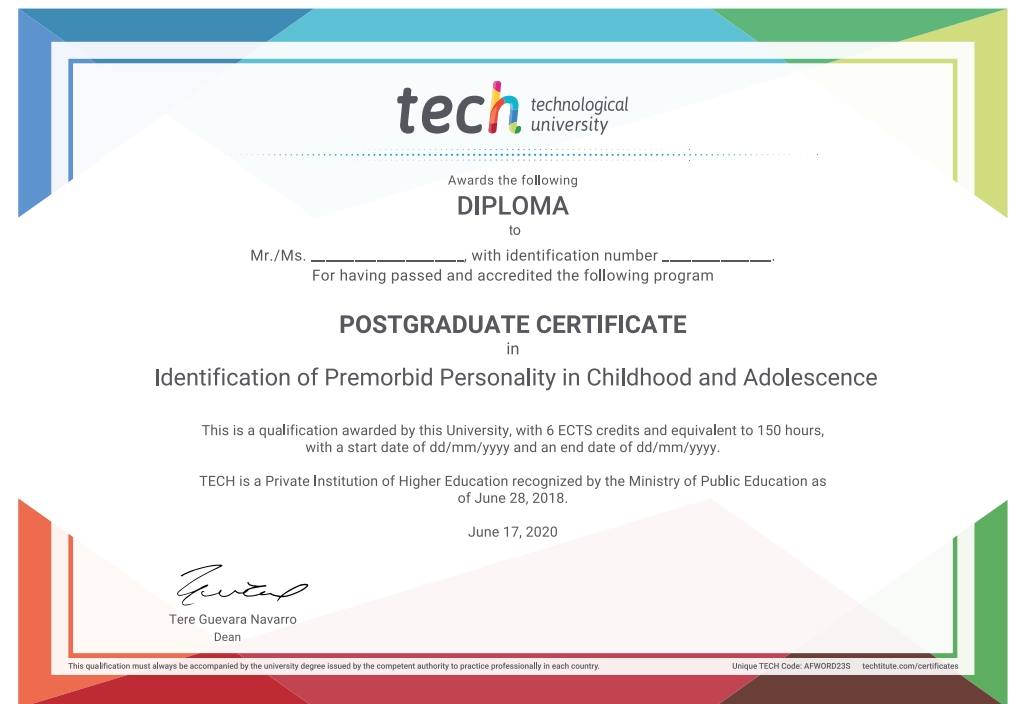 tech technological
university
Awards the following
DIPLOMA
to
Mr./Ms. ____________________, with identification number ______________.
For having passed and accredited the following program
POSTGRADUATE CERTIFICATE
in
Identification of Premorbid Personality in Childhood and Adolescence
This is a qualification awarded by this University, with 6 ECTS credits and equivalent to 150 hours,
with a start date of dd/mm/yyyy and an end date of dd/mm/yyyy.
TECH is a Private Institution of Higher Education recognized by the Ministry of Public Education as
of June 28, 2018.
June 17, 2020
Tere Guevara Navarro
Dean
This qualification must always be accompanied by the university degree issued by the competent authority to practice professionally in each country. Unique TECH Code: AFWORD23S techtitute.com/certificates